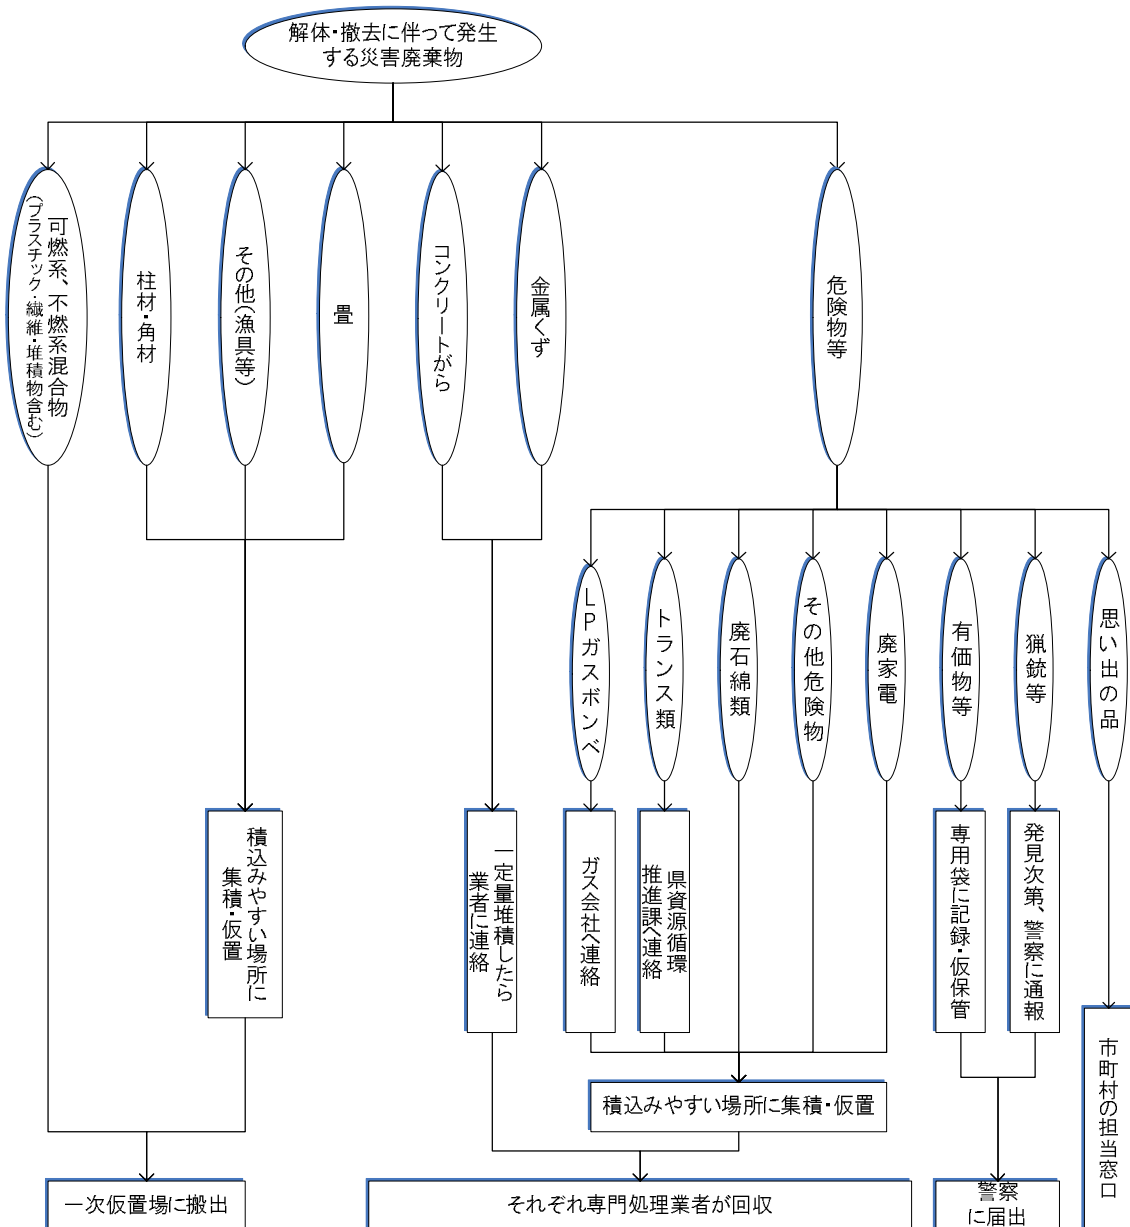 解体・撤去に伴って発生
する災害廃棄物
可燃系、不燃系混合物
(プラスチック・繊維・堆積物含む)
柱材・角材
その他(漁具等)
畳
コンクリートがら
金属くず
危険物等
LPガスボンベ
トランス類
廃石綿類
その他危険物
廃家電
有価物等
猟銃等
思い出の品
積込みやすい場所に
集積・仮置
一定量堆積したら
業者に連絡
ガス会社へ連絡
県資源循環
推進課へ連絡
専用袋に記録・仮保管
発見次第、警察に通報
積込みやすい場所に集積・仮置
市町村の担当窓口
一次仮置場に搬出
それぞれ専門処理業者が回収
警察
に届出